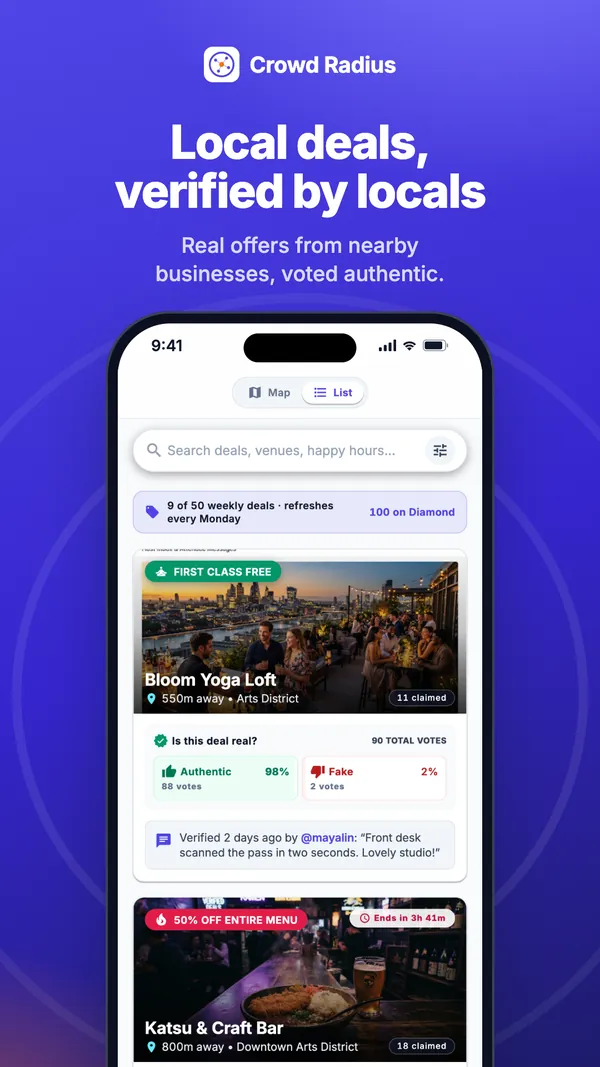 Crowd Radius
Local deals,
verified by locals
Real offers from nearby
businesses, voted authentic.
9:41
Map
List
Search deals, venues, happy hours...
9 of 50 weekly deals · refreshes
every Monday
100 on Diamond
FIRST CLASS FREE
Bloom Yoga Loft
550m away • Arts District
11 claimed
Is this deal real?
90 TOTAL VOTES
Authentic
98%
88 votes
Fake
2%
2 votes
Verified 2 days ago by @mayalin: “Front desk
scanned the pass in two seconds. Lovely studio!”
50% OFF ENTIRE MENU
Ends in 3h 41m
Katsu & Craft Bar
800m away • Downtown Arts District
18 claimed